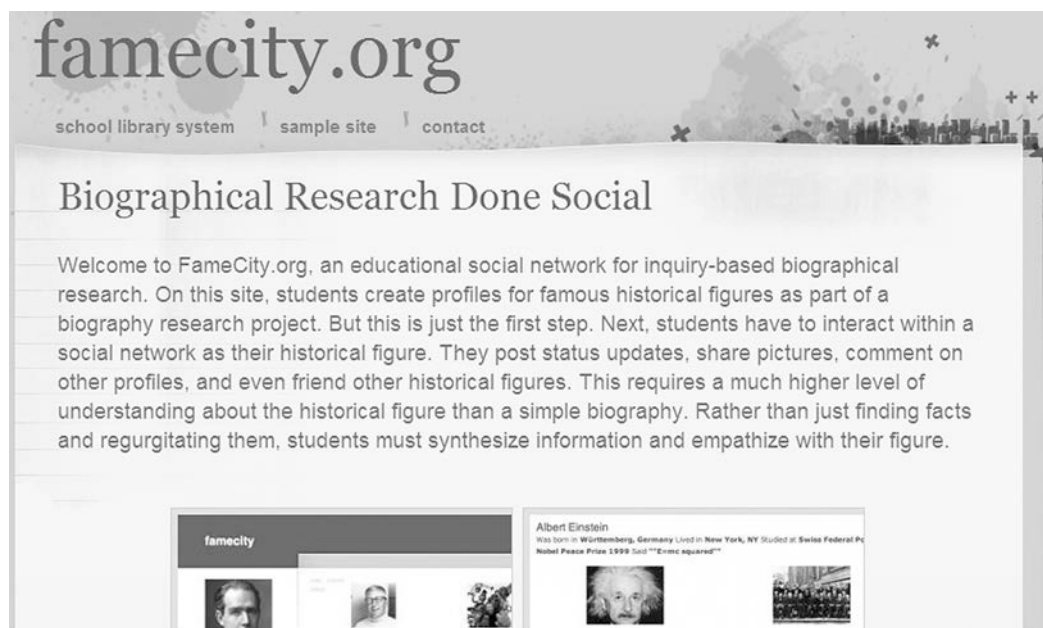 famecity.org
school library system sample site contact
Biographical Research Done Social
Welcome to FameCity.org, an educational social network for inquiry-based biographical
research. On this site, students create profiles for famous historical figures as part of a
biography research project. But this is just the first step. Next, students have to interact within a
social network as their historical figure. They post status updates, share pictures, comment on
other profiles, and even friend other historical figures. This requires a much higher level of
understanding about the historical figure than a simple biography. Rather than just finding facts
and regurgitating them, students must synthesize information and empathize with their figure.
famecity
Albert Einstein
Was born in Württemberg, Germany Lived in New York, NY Studied at Swiss Federal Po
Nobel Peace Prize 1999 Said ""E=mc squared""